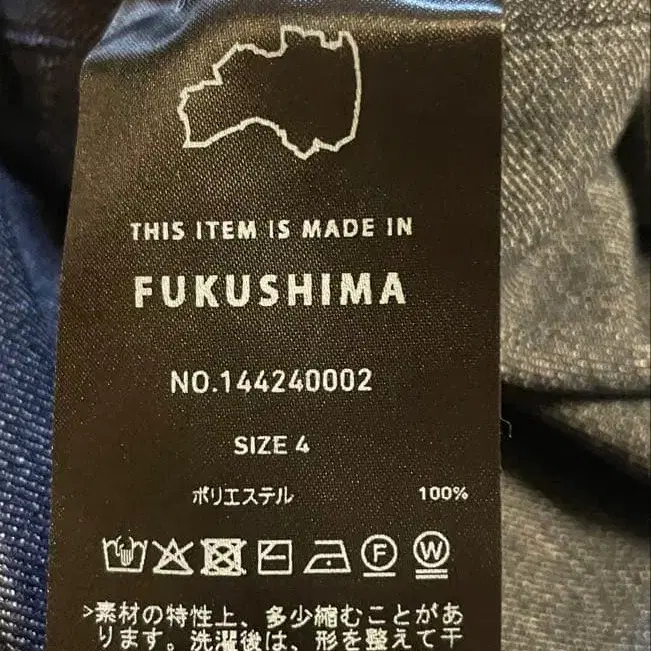 THIS ITEM IS MADE IN
FUKUSHIMA
NO.144240002
SIZE 4
ポリエステル 100%
F W
>素材の特性上、多少縮むことがあ
ります。洗濯後は、形を整えて干